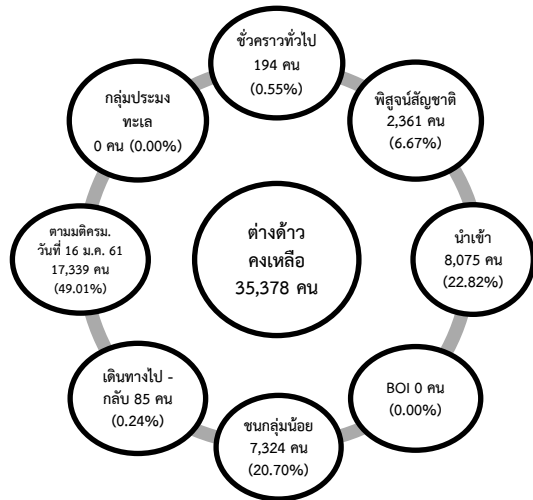 ชั่วคราวทั่วไป
194 คน
(0.55%)
พิสูจน์สัญชาติ
2,361 คน
(6.67%)
นำเข้า
8,075 คน
(22.82%)
BOI 0 คน
(0.00%)
ชนกลุ่มน้อย
7,324 คน
(20.70%)
เดินทางไป -
กลับ 85 คน
(0.24%)
ตามมติครม.
วันที่ 16 ม.ค. 61
17,339 คน
(49.01%)
กลุ่มประมง
ทะเล
0 คน (0.00%)
ต่างด้าว
คงเหลือ
35,378 คน